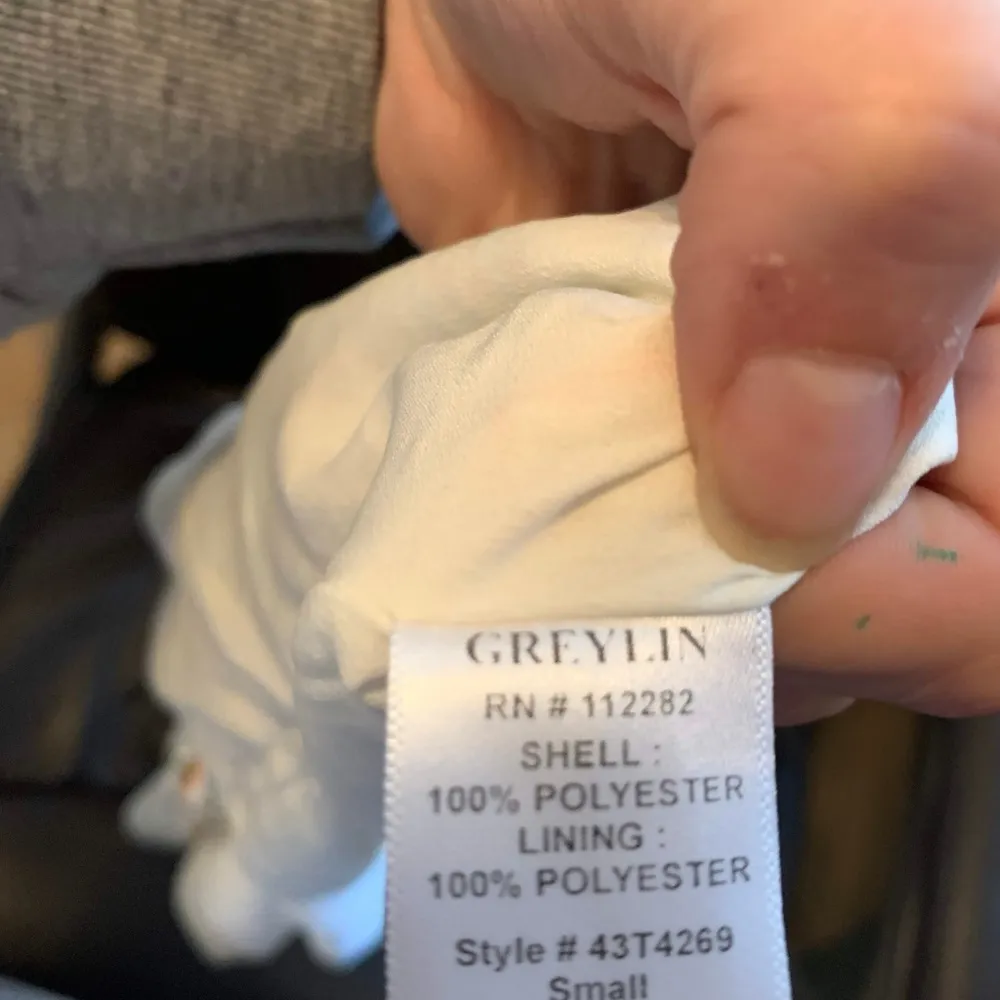 GREYLIN
RN # 112282
SHELL :
100% POLYESTER
LINING :
100% POLYESTER
Style # 43T4269
Small